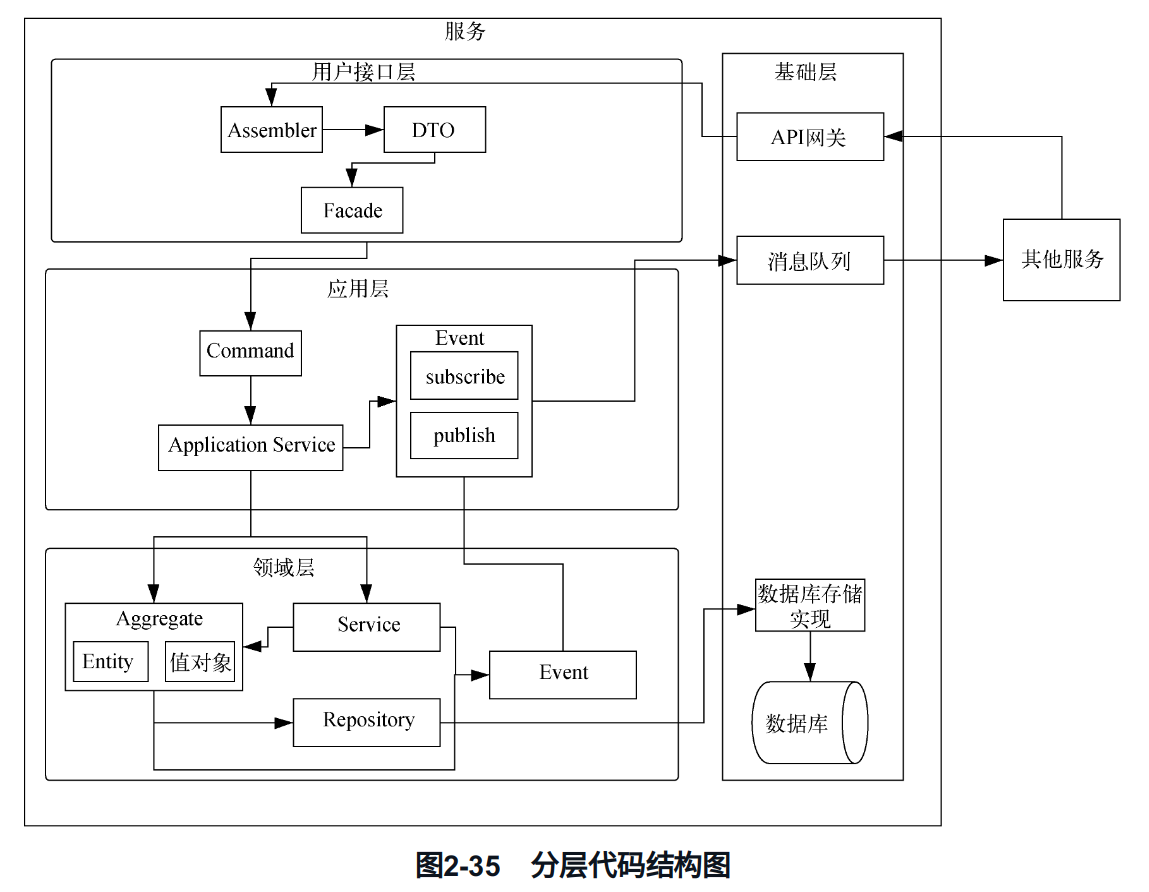 服务
用户接口层
Assembler
DTO
Facade
基础层
API网关
消息队列
其他服务
应用层
Command
Application Service
Event
subscribe
publish
领域层
Aggregate
Entity
值对象
Service
Repository
Event
数据库存储
实现
数据库
图2-35 分层代码结构图